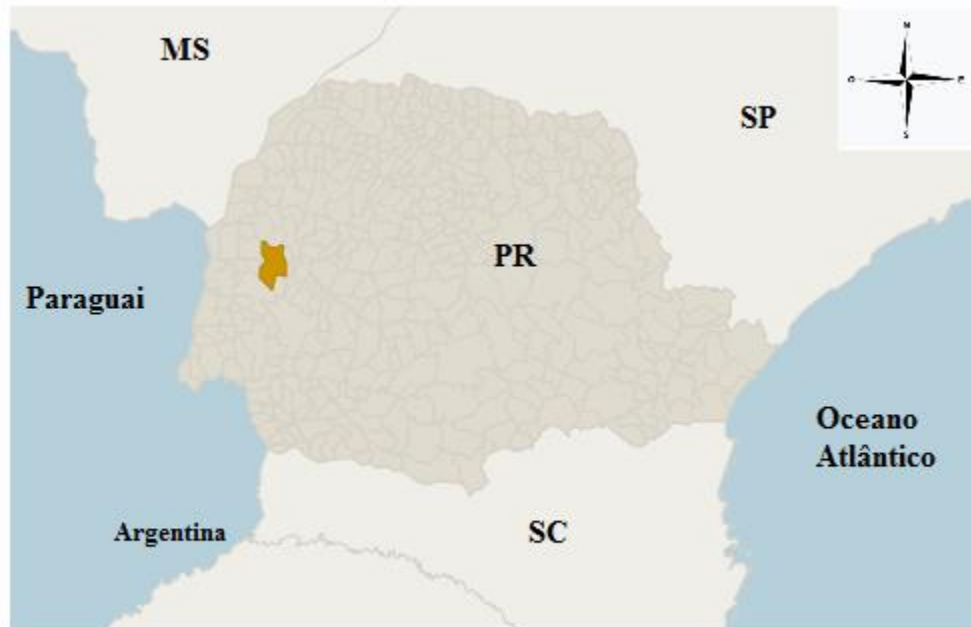 MS
N
O
E
S
SP
PR
Paraguai
Oceano
Atlântico
Argentina
SC